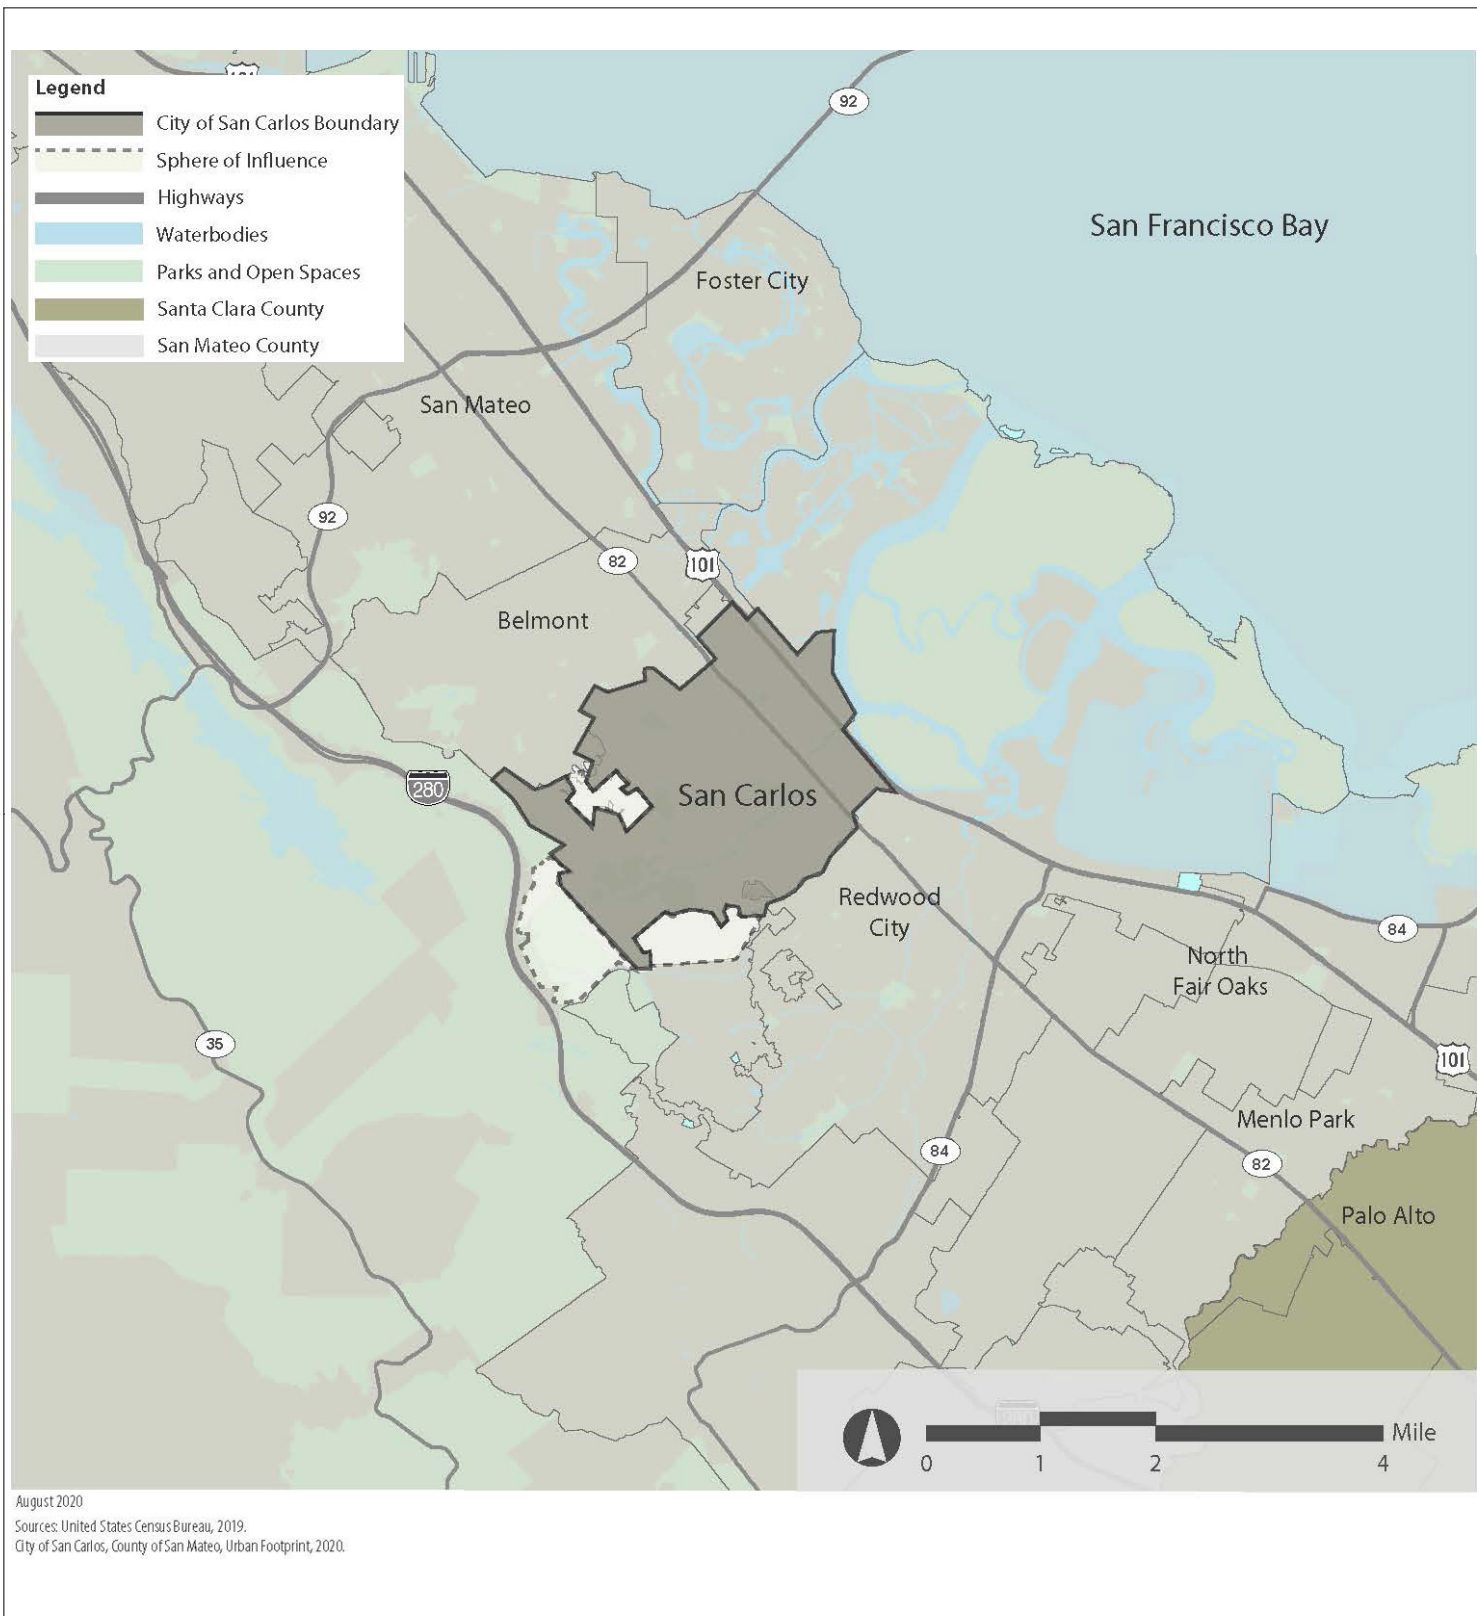 Legend
City of San Carlos Boundary
Sphere of Influence
Highways
Waterbodies
Parks and Open Spaces
Santa Clara County
San Mateo County
92
San Francisco Bay
Foster City
San Mateo
92
82
101
Belmont
280
San Carlos
Redwood
City
84
North
Fair Oaks
35
101
Menlo Park
84
82
Palo Alto
Mile
0 1 2 4
August 2020
Sources: United States Census Bureau, 2019.
City of San Carlos, County of San Mateo, Urban Footprint, 2020.